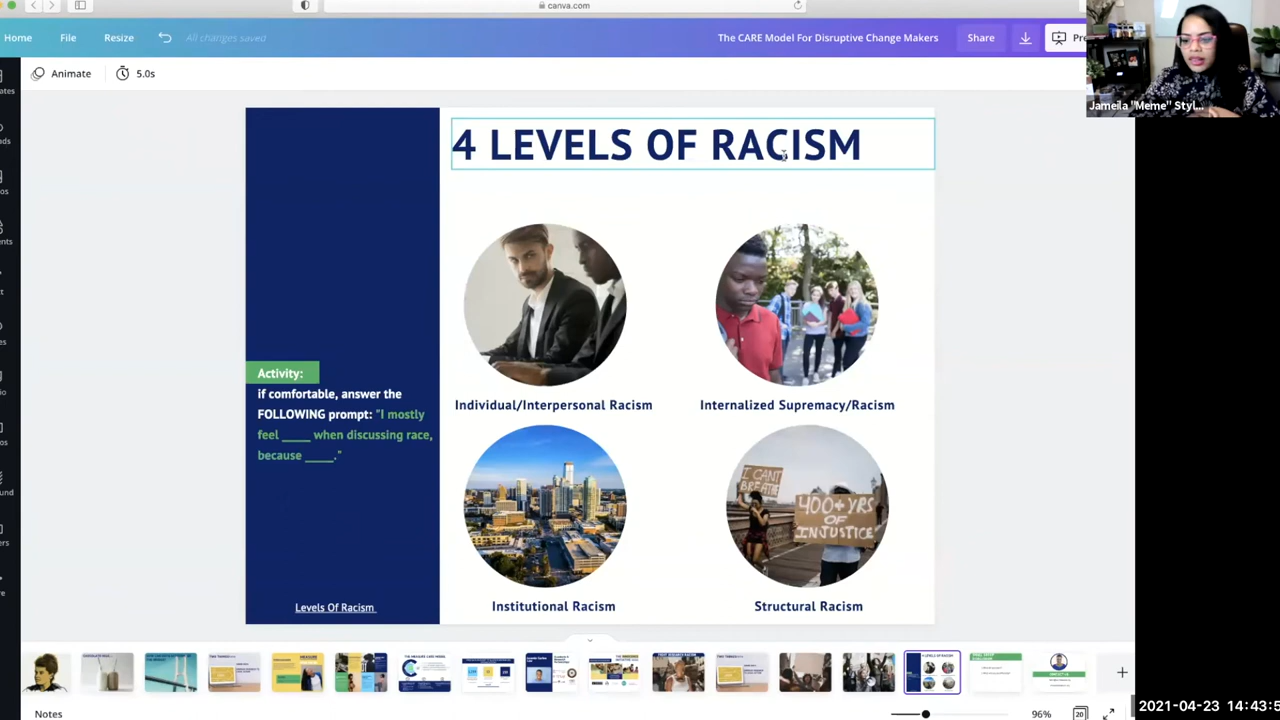 canva.com
Home
File
Resize
All changes saved
The CARE Model For Disruptive Change Makers
Share
Animate
5.0s
Jameila "Meme" Styl...
4 LEVELS OF RACISM
Activity:
if comfortable, answer the
FOLLOWING prompt: "I mostly
feel _____ when discussing race,
because _____."
Levels Of Racism
Individual/Interpersonal Racism
Internalized Supremacy/Racism
I CANT
BREATHE
400+ YRS
OF
INJUSTICE
Institutional Racism
Structural Racism
Notes
96%
20
2021-04-23 14:43:5